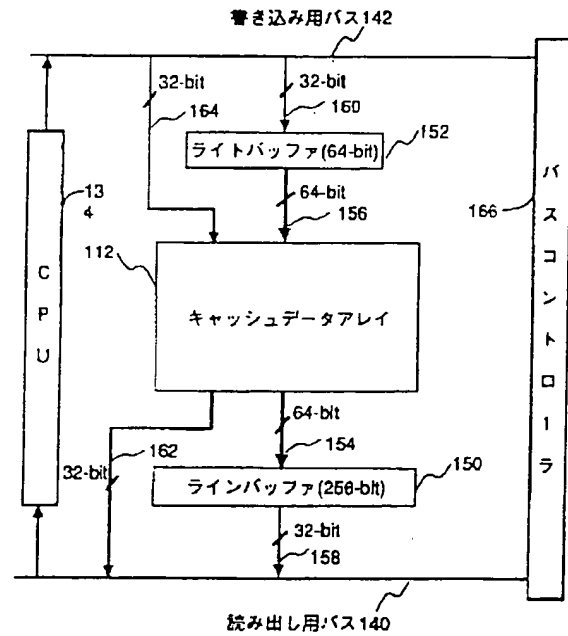 書き込み用バス142
32-bit
164
32-bit
160
ライトバッファ(64-bit)
152
64-bit
156
13
4
CPU
112
キャッシュデータアレイ
166
バスコントローラ
64-bit
154
162
32-bit
ラインバッファ(256-bit)
150
32-bit
158
読み出し用バス140